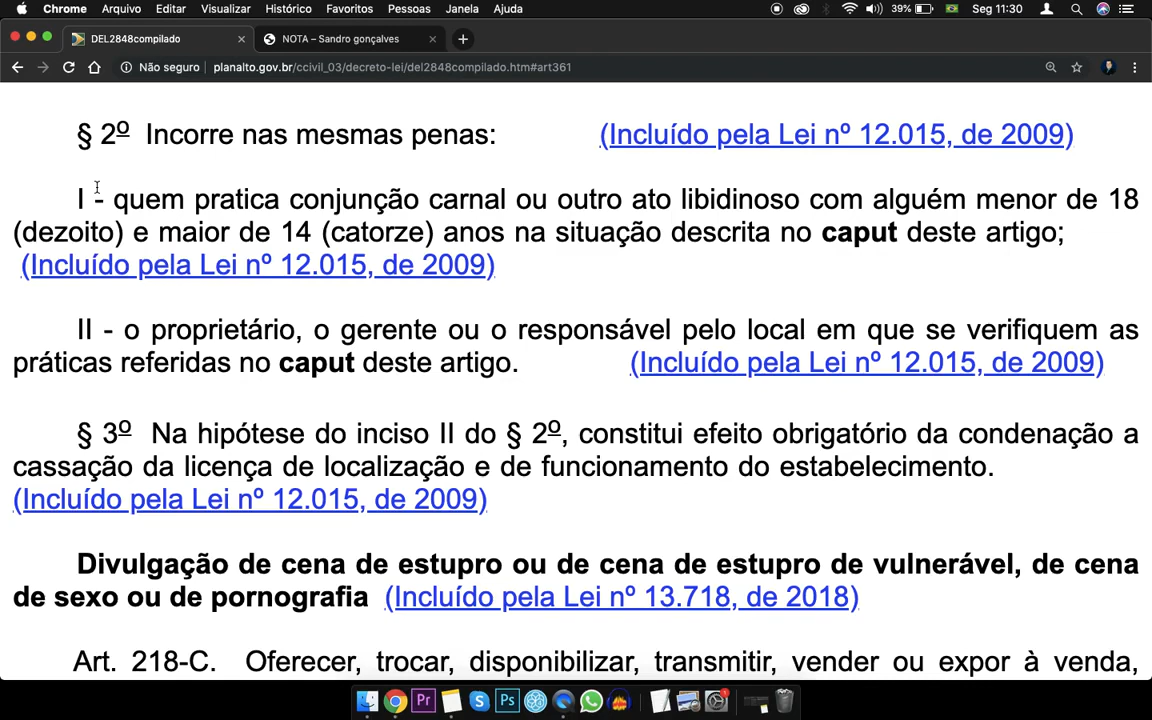 Chrome Arquivo Editar Visualizar Histórico Favoritos Pessoas Janela Ajuda 39% Seg 11:30
DEL2848compilado NOTA – Sandro gonçalves
Não seguro planalto.gov.br/ccivil_03/decreto-lei/del2848compilado.htm#art361
§ 2º Incorre nas mesmas penas: (Incluído pela Lei nº 12.015, de 2009)
I - quem pratica conjunção carnal ou outro ato libidinoso com alguém menor de 18
(dezoito) e maior de 14 (catorze) anos na situação descrita no caput deste artigo;
(Incluído pela Lei nº 12.015, de 2009)
II - o proprietário, o gerente ou o responsável pelo local em que se verifiquem as
práticas referidas no caput deste artigo. (Incluído pela Lei nº 12.015, de 2009)
§ 3º Na hipótese do inciso II do § 2º, constitui efeito obrigatório da condenação a
cassação da licença de localização e de funcionamento do estabelecimento.
(Incluído pela Lei nº 12.015, de 2009)
Divulgação de cena de estupro ou de cena de estupro de vulnerável, de cena
de sexo ou de pornografia (Incluído pela Lei nº 13.718, de 2018)
Art. 218-C. Oferecer, trocar, disponibilizar, transmitir, vender ou expor à venda,
Pr Ps